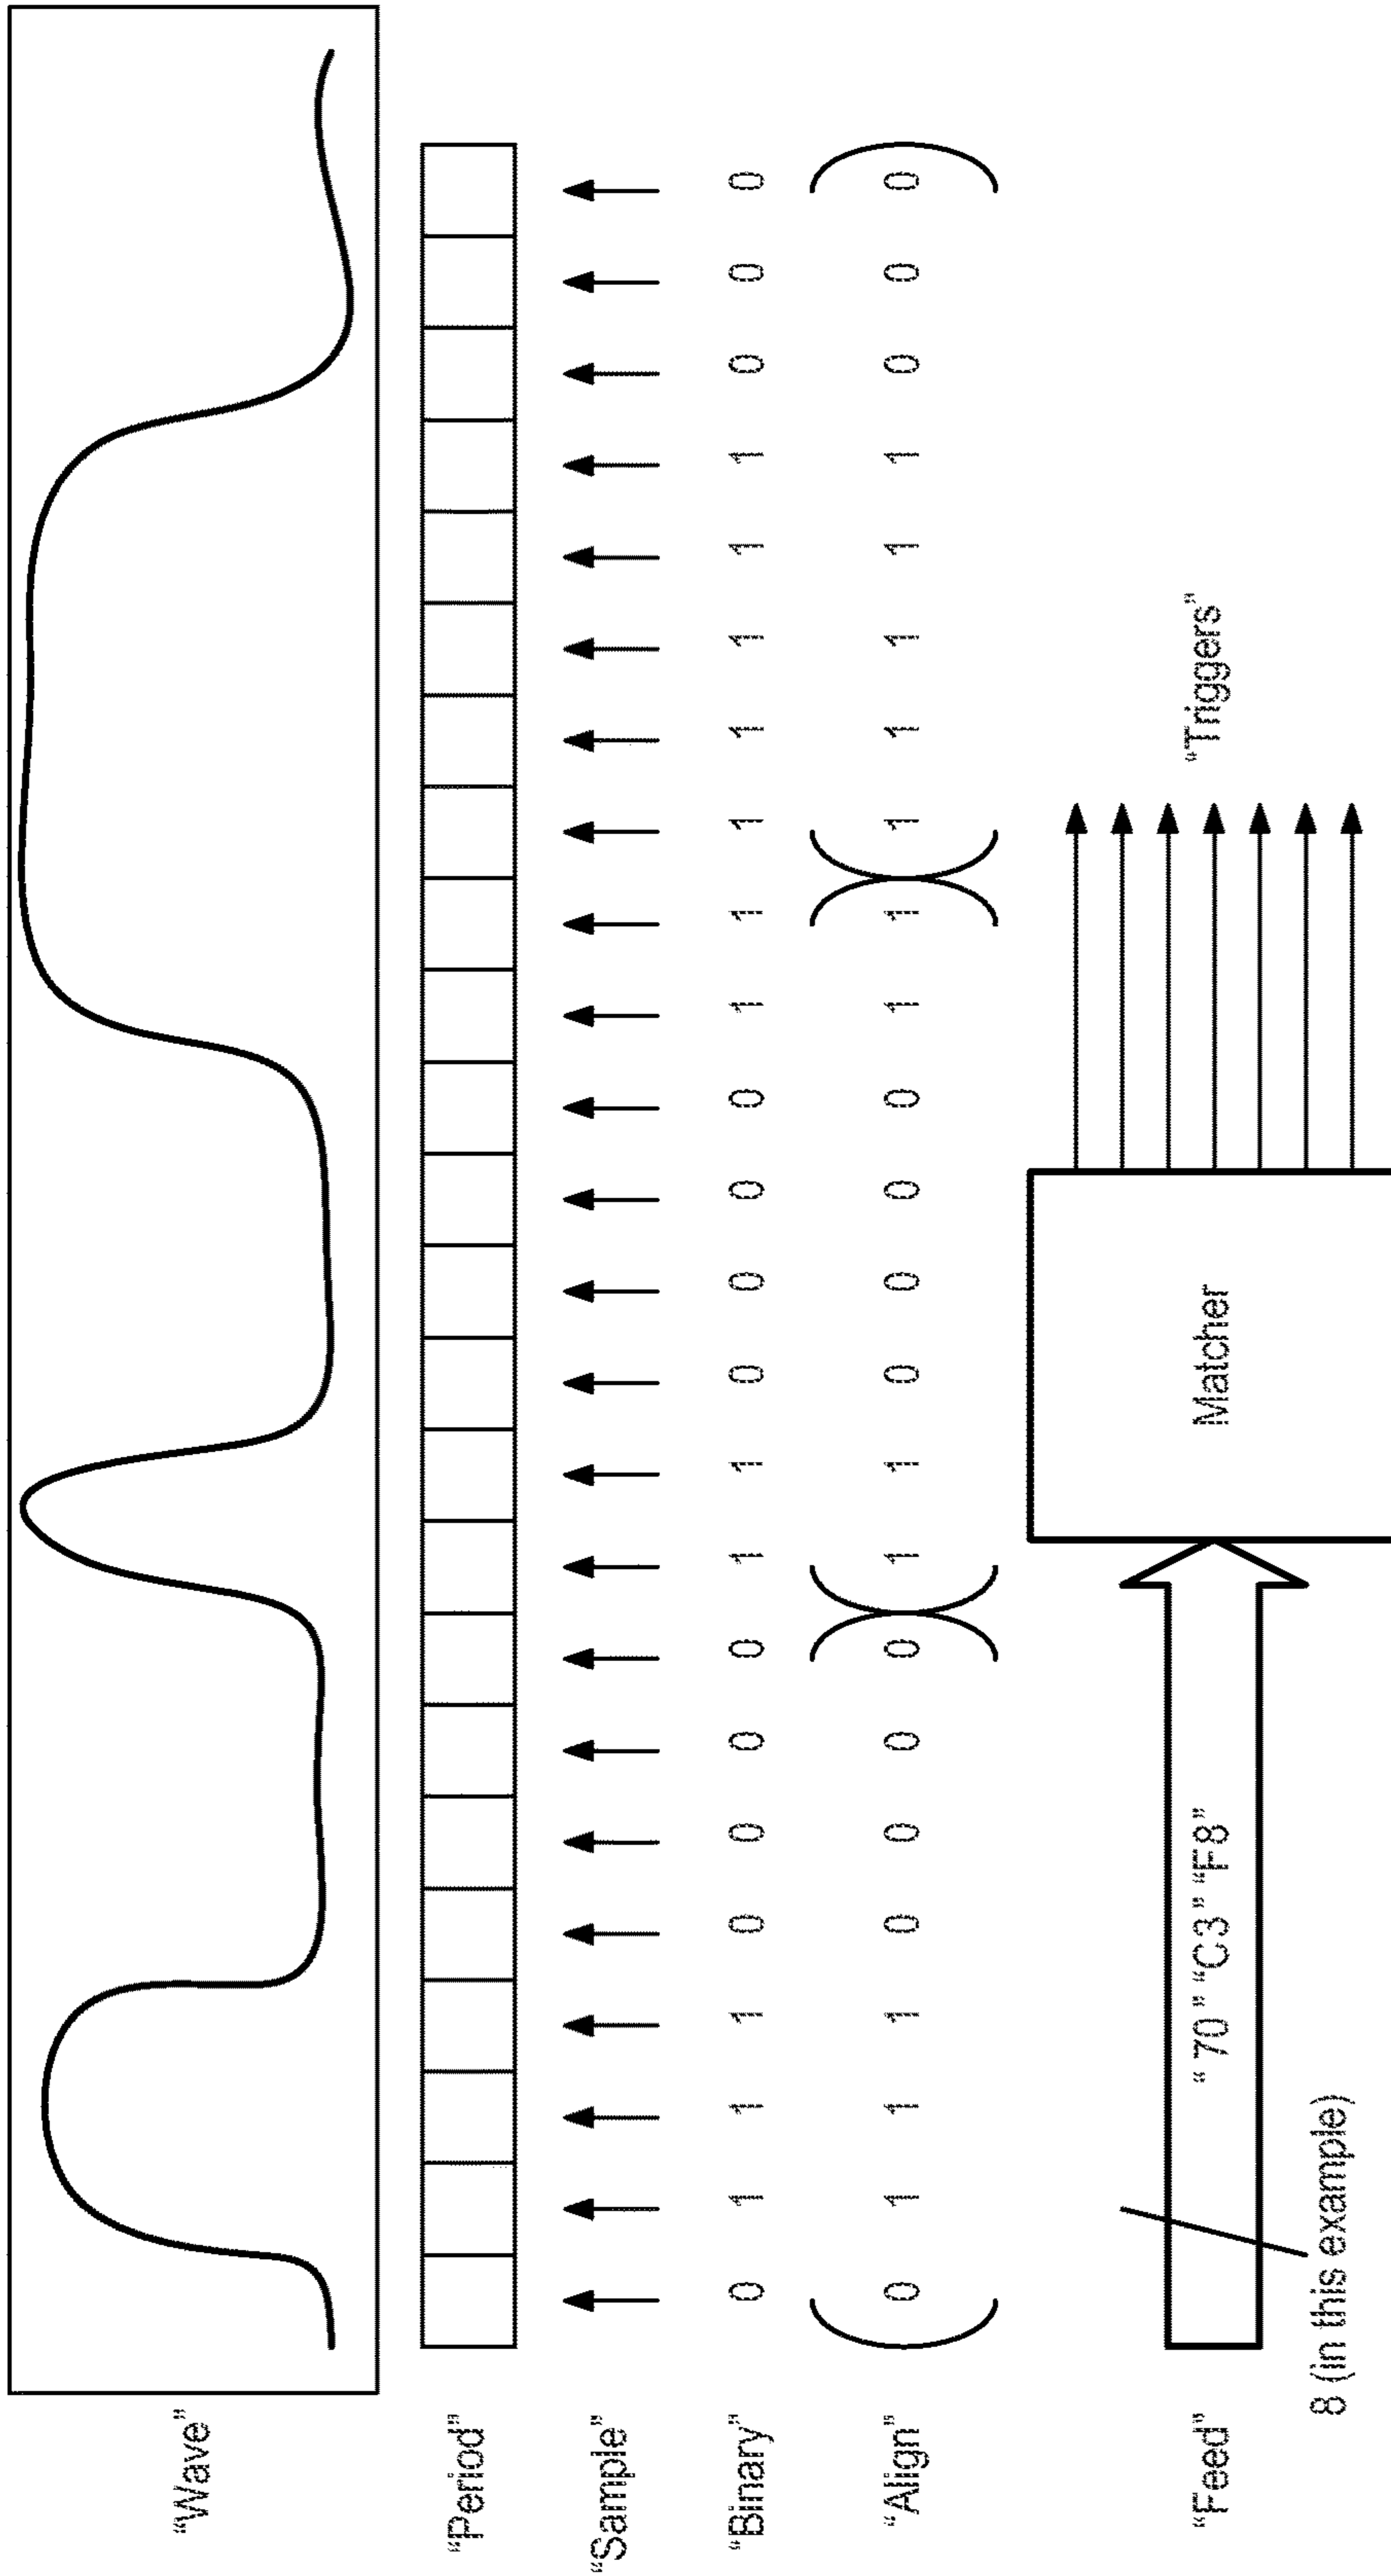 “Wave”
“Period”
“Sample”
“Binary” 0 1 1 1 0 0 0 0 1 1 0 0 0 0 1 1 1 1 1 1 1 0 0 0
“Align” (0 1 1 1 0 0 0 0)(1 1 0 0 0 0 1 1)(1 1 1 1 1 0 0 0)
“Feed” “ 70 ” “C3 ” “F8” Matcher “Triggers”
8 (in this example)